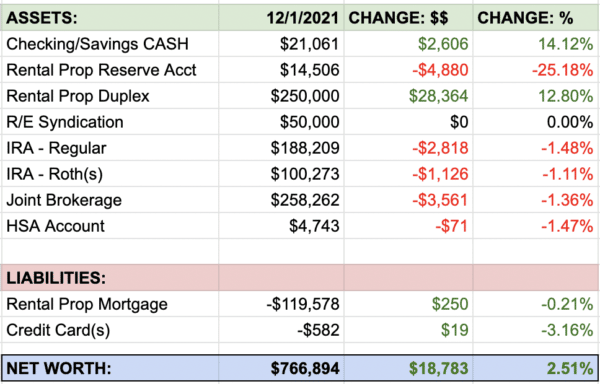 ASSETS: 12/1/2021 CHANGE: $$ CHANGE: %
Checking/Savings CASH $21,061 $2,606 14.12%
Rental Prop Reserve Acct $14,506 -$4,880 -25.18%
Rental Prop Duplex $250,000 $28,364 12.80%
R/E Syndication $50,000 $0 0.00%
IRA - Regular $188,209 -$2,818 -1.48%
IRA - Roth(s) $100,273 -$1,126 -1.11%
Joint Brokerage $258,262 -$3,561 -1.36%
HSA Account $4,743 -$71 -1.47%
LIABILITIES:
Rental Prop Mortgage -$119,578 $250 -0.21%
Credit Card(s) -$582 $19 -3.16%
NET WORTH: $766,894 $18,783 2.51%